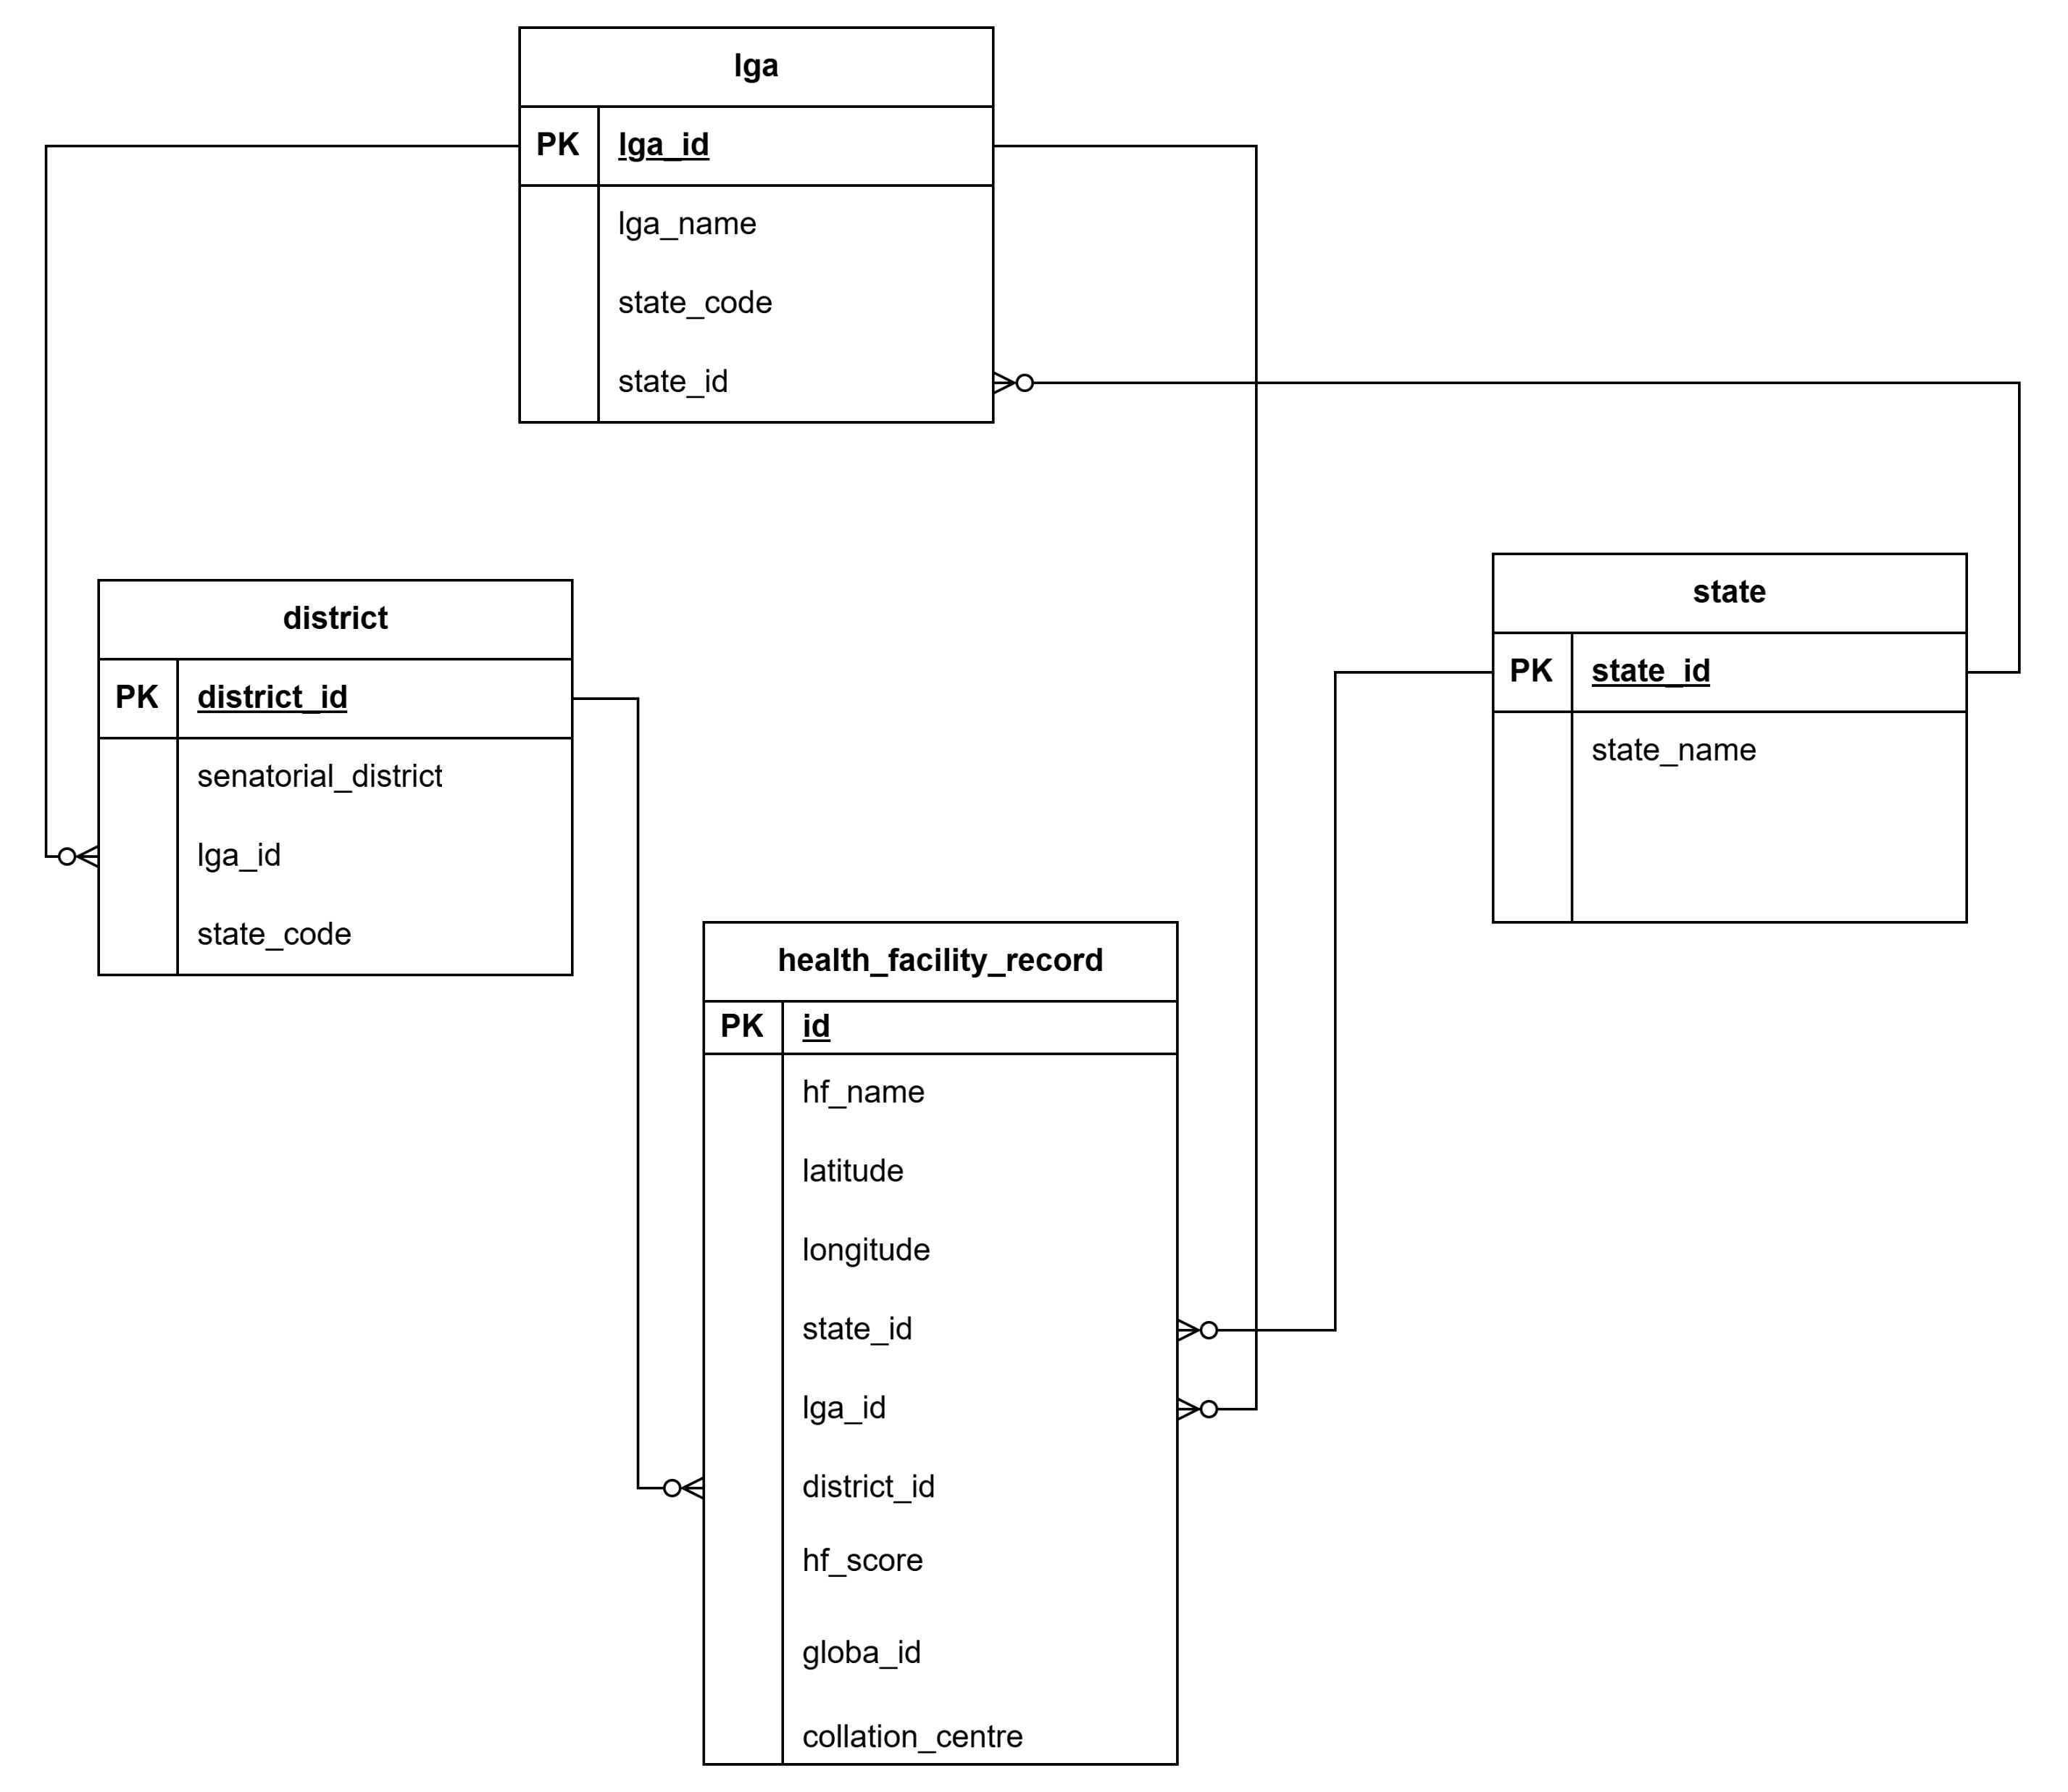 lga
PK lga_id
lga_name
state_code
state_id
district
PK district_id
senatorial_district
lga_id
state_code
state
PK state_id
state_name
health_facility_record
PK id
hf_name
latitude
longitude
state_id
lga_id
district_id
hf_score
globa_id
collation_centre